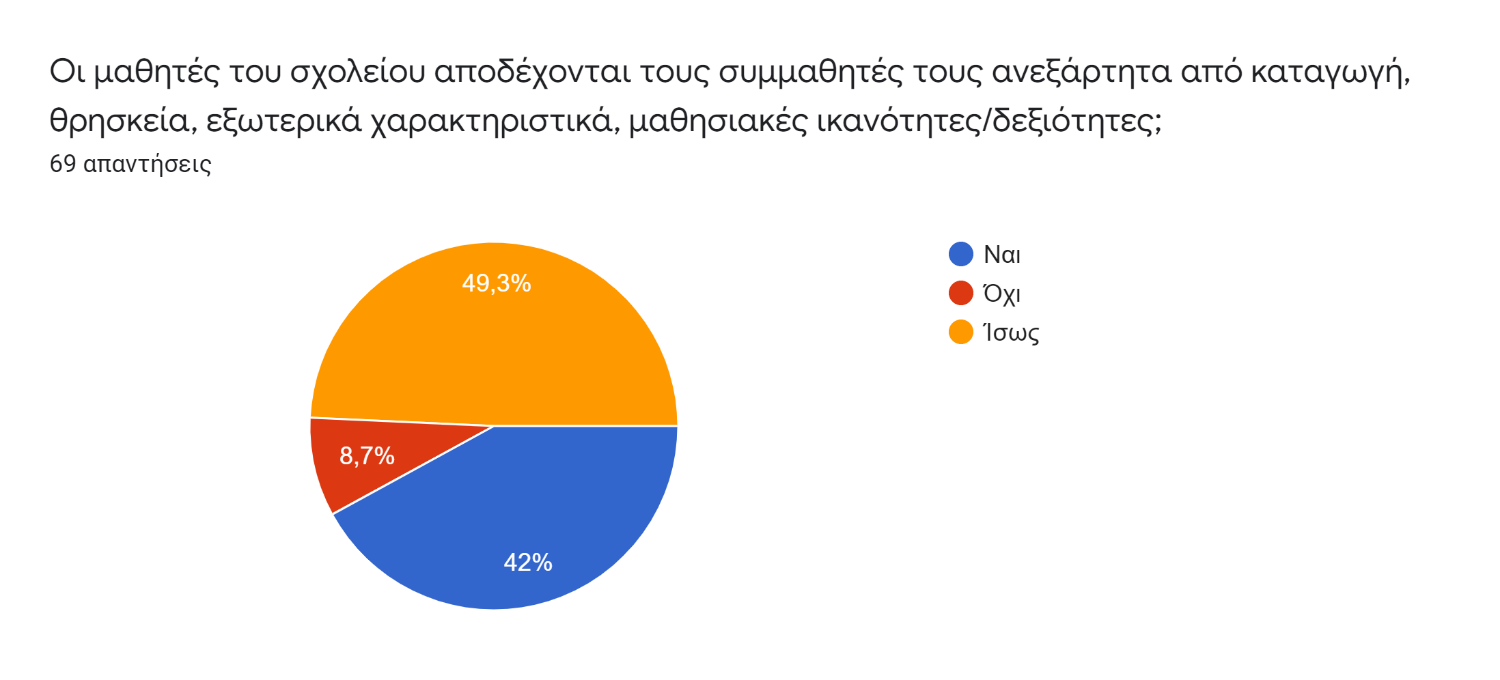 Οι μαθητές του σχολείου αποδέχονται τους συμμαθητές τους ανεξάρτητα από καταγωγή,
θρησκεία, εξωτερικά χαρακτηριστικά, μαθησιακές ικανότητες/δεξιότητες;
69 απαντήσεις
49,3%
8,7%
42%
Ναι
Όχι
Ίσως